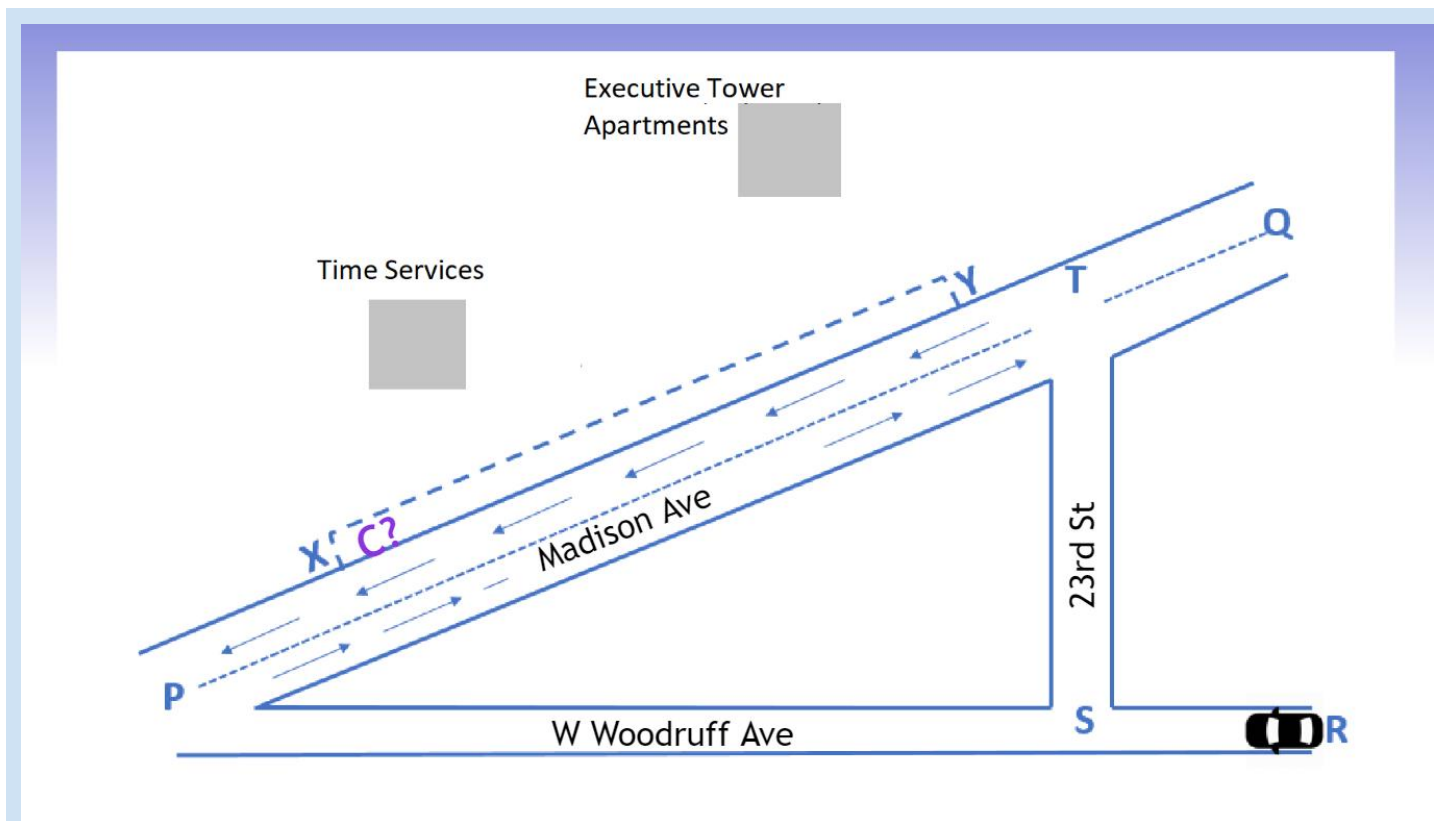 Executive Tower
Apartments
Q
Time Services
Y
T
X
C?
Madison Ave
23rd St
P
S
W Woodruff Ave
R